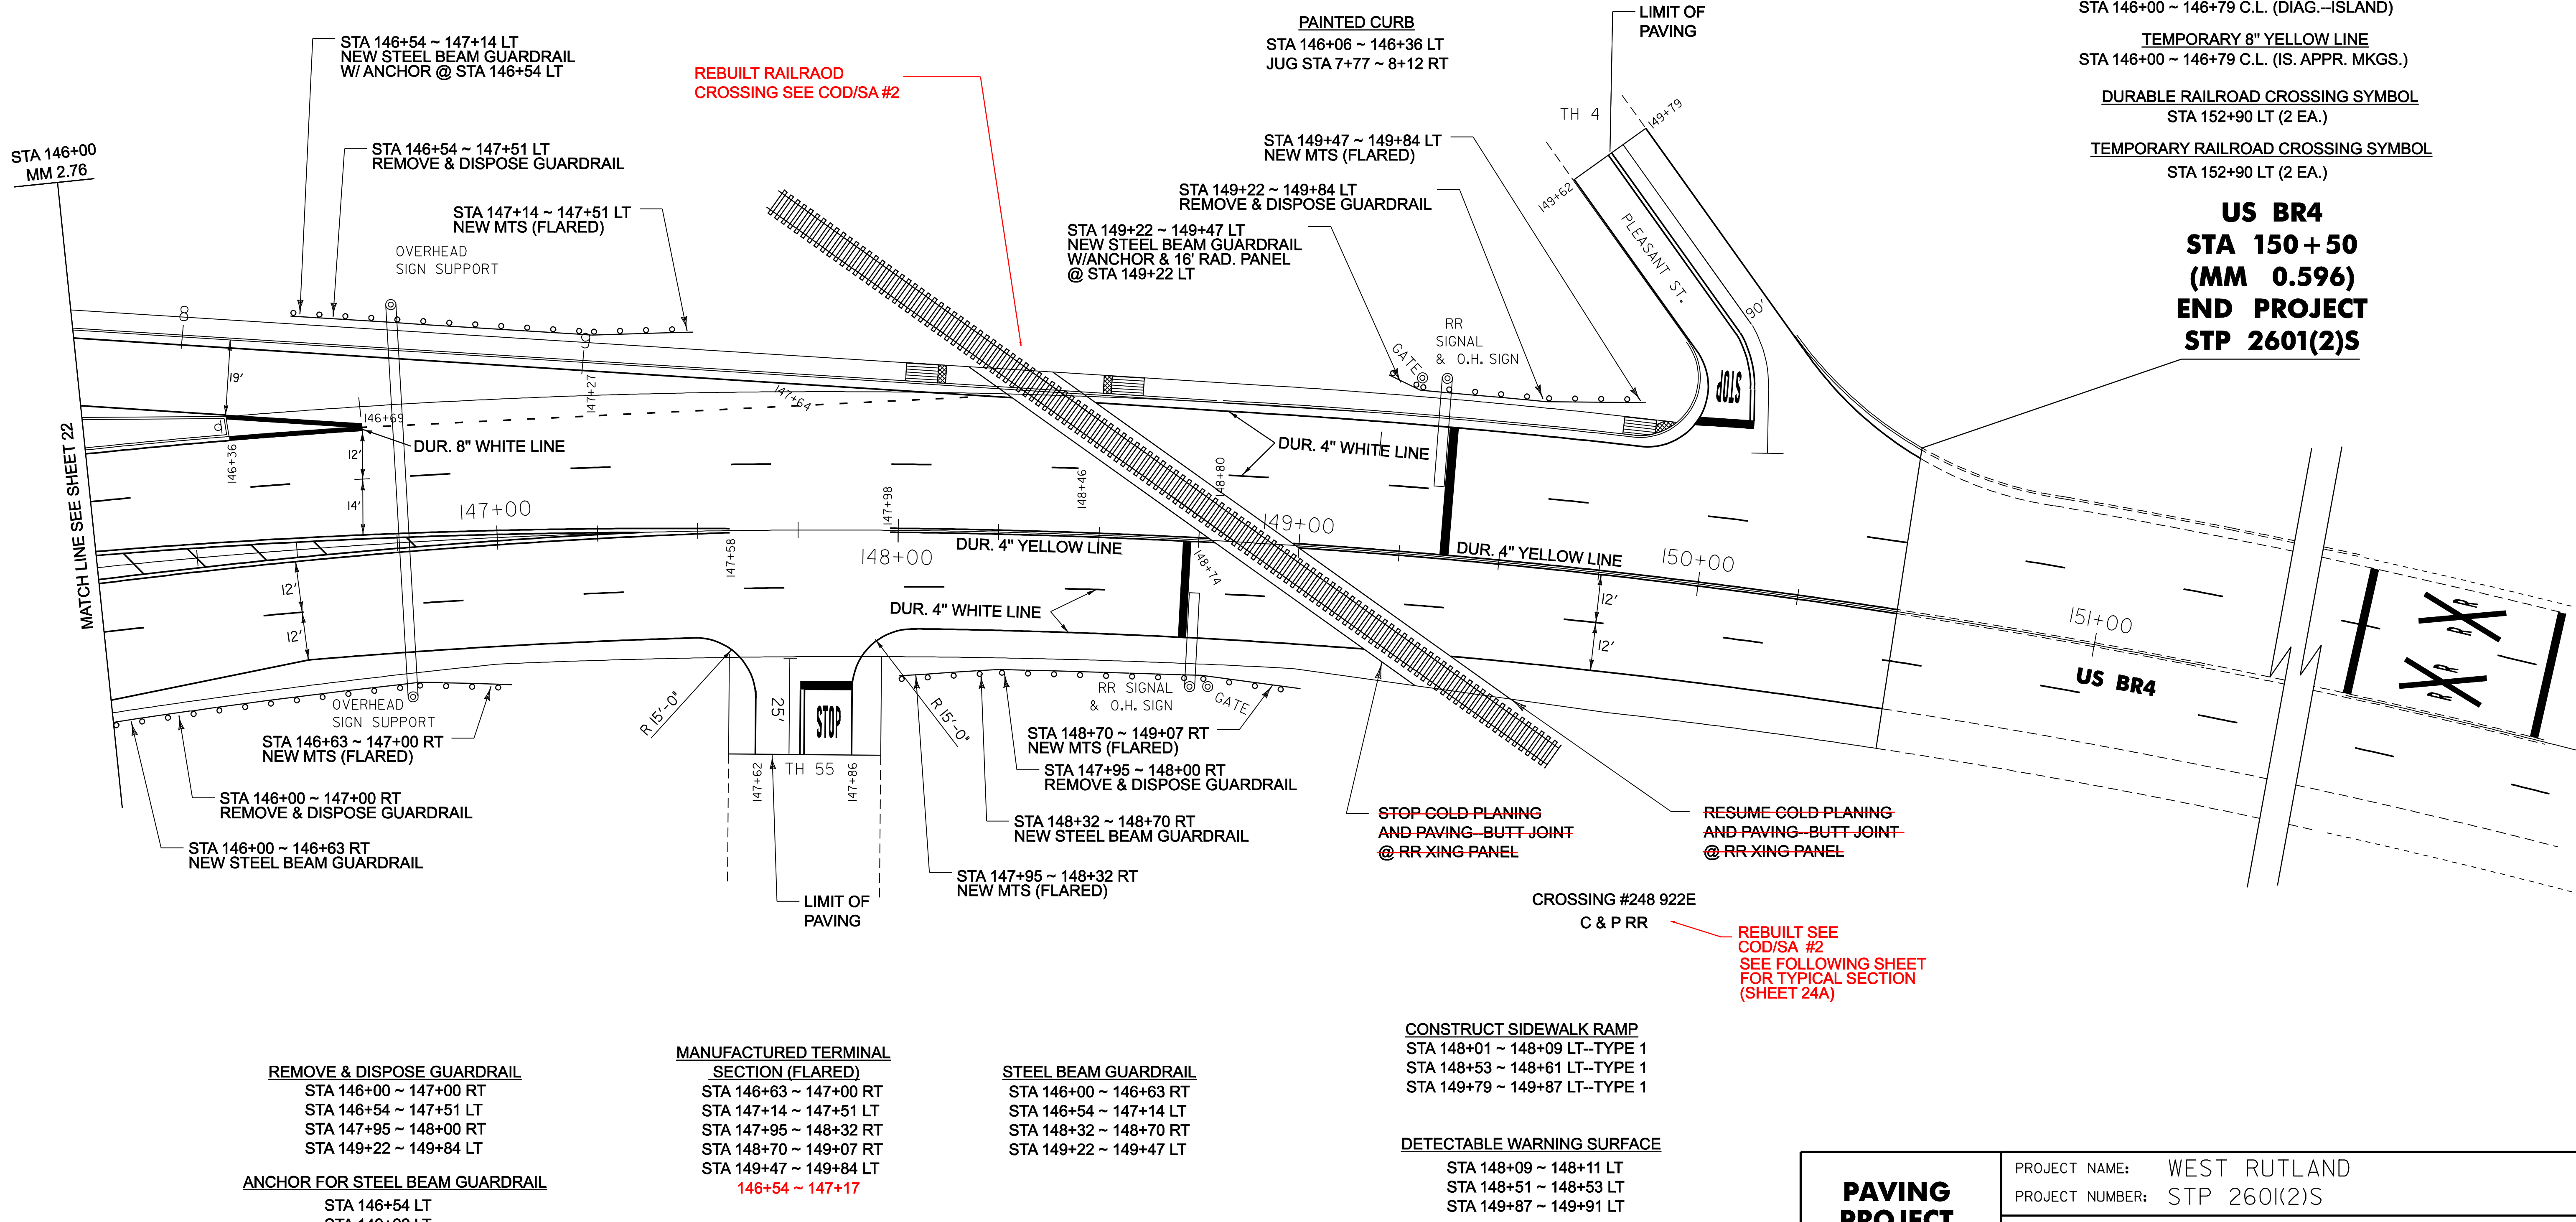 STA 146+00 ~ 146+79 C.L. (DIAG.--ISLAND)
TEMPORARY 8" YELLOW LINE
STA 146+00 ~ 146+79 C.L. (IS. APPR. MKGS.)
DURABLE RAILROAD CROSSING SYMBOL
STA 152+90 LT (2 EA.)
TEMPORARY RAILROAD CROSSING SYMBOL
STA 152+90 LT (2 EA.)
US BR4
STA 150+50
(MM 0.596)
END PROJECT
STP 2601(2)S
PAINTED CURB
STA 146+06 ~ 146+36 LT
JUG STA 7+77 ~ 8+12 RT
LIMIT OF
PAVING
STA 146+54 ~ 147+14 LT
NEW STEEL BEAM GUARDRAIL
W/ ANCHOR @ STA 146+54 LT
REBUILT RAILRAOD
CROSSING SEE COD/SA #2
STA 146+54 ~ 147+51 LT
REMOVE & DISPOSE GUARDRAIL
STA 147+14 ~ 147+51 LT
NEW MTS (FLARED)
OVERHEAD
SIGN SUPPORT
STA 146+00
MM 2.76
MATCH LINE SEE SHEET 22
TH 4
149+79
149+62
PLEASANT ST.
90'
STOP
STA 149+47 ~ 149+84 LT
NEW MTS (FLARED)
STA 149+22 ~ 149+84 LT
REMOVE & DISPOSE GUARDRAIL
STA 149+22 ~ 149+47 LT
NEW STEEL BEAM GUARDRAIL
W/ANCHOR & 16' RAD. PANEL
@ STA 149+22 LT
RR
SIGNAL
& O.H. SIGN
GATE
8
9
19'
147+27
147+64
146+69
146+36
12'
14'
DUR. 8" WHITE LINE
DUR. 4" WHITE LINE
147+00
147+98
148+46
148+80
149+00
147+58
148+00
DUR. 4" YELLOW LINE
148+74
DUR. 4" YELLOW LINE
150+00
12'
12'
DUR. 4" WHITE LINE
12'
12'
151+00
US BR4
R R
R R
R 15'-0"
25'
STOP
R 15'-0"
147+62
TH 55
147+86
OVERHEAD
SIGN SUPPORT
RR SIGNAL
& O.H. SIGN
GATE
STA 146+63 ~ 147+00 RT
NEW MTS (FLARED)
STA 146+00 ~ 147+00 RT
REMOVE & DISPOSE GUARDRAIL
STA 146+00 ~ 146+63 RT
NEW STEEL BEAM GUARDRAIL
STA 148+70 ~ 149+07 RT
NEW MTS (FLARED)
STA 147+95 ~ 148+00 RT
REMOVE & DISPOSE GUARDRAIL
STA 148+32 ~ 148+70 RT
NEW STEEL BEAM GUARDRAIL
STA 147+95 ~ 148+32 RT
NEW MTS (FLARED)
LIMIT OF
PAVING
STOP COLD PLANING
AND PAVING--BUTT JOINT
@ RR XING PANEL
RESUME COLD PLANING
AND PAVING--BUTT JOINT
@ RR XING PANEL
CROSSING #248 922E
C & P RR
REBUILT SEE
COD/SA #2
SEE FOLLOWING SHEET
FOR TYPICAL SECTION
(SHEET 24A)
REMOVE & DISPOSE GUARDRAIL
STA 146+00 ~ 147+00 RT
STA 146+54 ~ 147+51 LT
STA 147+95 ~ 148+00 RT
STA 149+22 ~ 149+84 LT
ANCHOR FOR STEEL BEAM GUARDRAIL
STA 146+54 LT
MANUFACTURED TERMINAL
SECTION (FLARED)
STA 146+63 ~ 147+00 RT
STA 147+14 ~ 147+51 LT
STA 147+95 ~ 148+32 RT
STA 148+70 ~ 149+07 RT
STA 149+47 ~ 149+84 LT
146+54 ~ 147+17
STEEL BEAM GUARDRAIL
STA 146+00 ~ 146+63 RT
STA 146+54 ~ 147+14 LT
STA 148+32 ~ 148+70 RT
STA 149+22 ~ 149+47 LT
CONSTRUCT SIDEWALK RAMP
STA 148+01 ~ 148+09 LT--TYPE 1
STA 148+53 ~ 148+61 LT--TYPE 1
STA 149+79 ~ 149+87 LT--TYPE 1
DETECTABLE WARNING SURFACE
STA 148+09 ~ 148+11 LT
STA 148+51 ~ 148+53 LT
STA 149+87 ~ 149+91 LT
PAVING
PROJECT
PROJECT NAME: WEST RUTLAND
PROJECT NUMBER: STP 2601(2)S